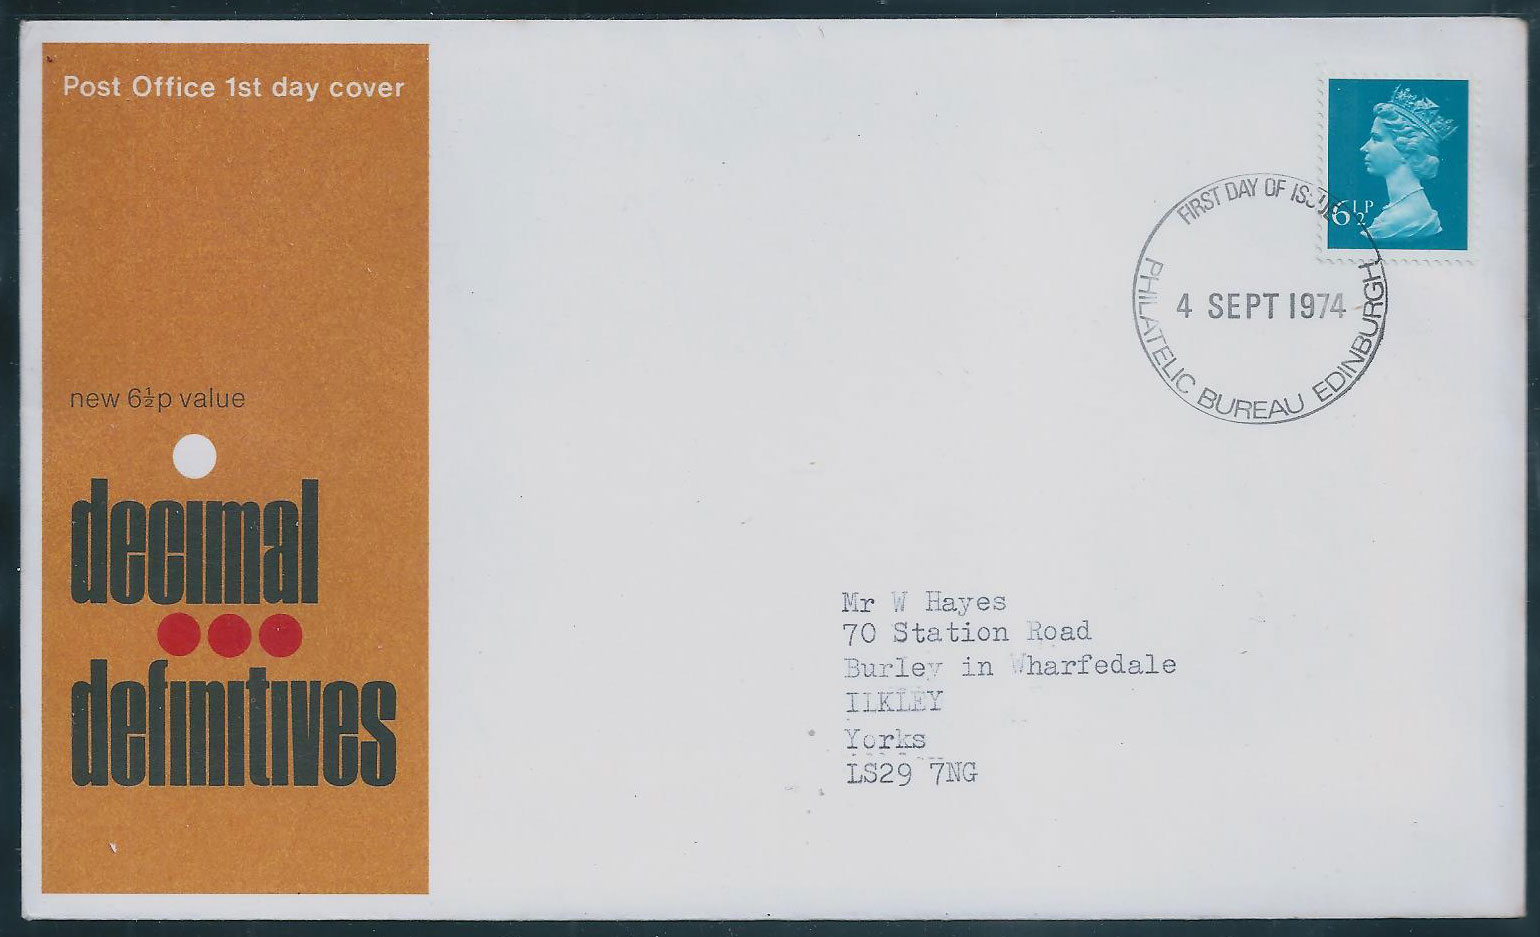 Post Office 1st day cover
new 6½p value
decimal
definitives
6½P
FIRST DAY OF ISSUE
4 SEPT 1974
PHILATELIC BUREAU EDINBURGH
Mr W Hayes
70 Station Road
Burley in Wharfedale
ILKLEY
Yorks
LS29 7NG